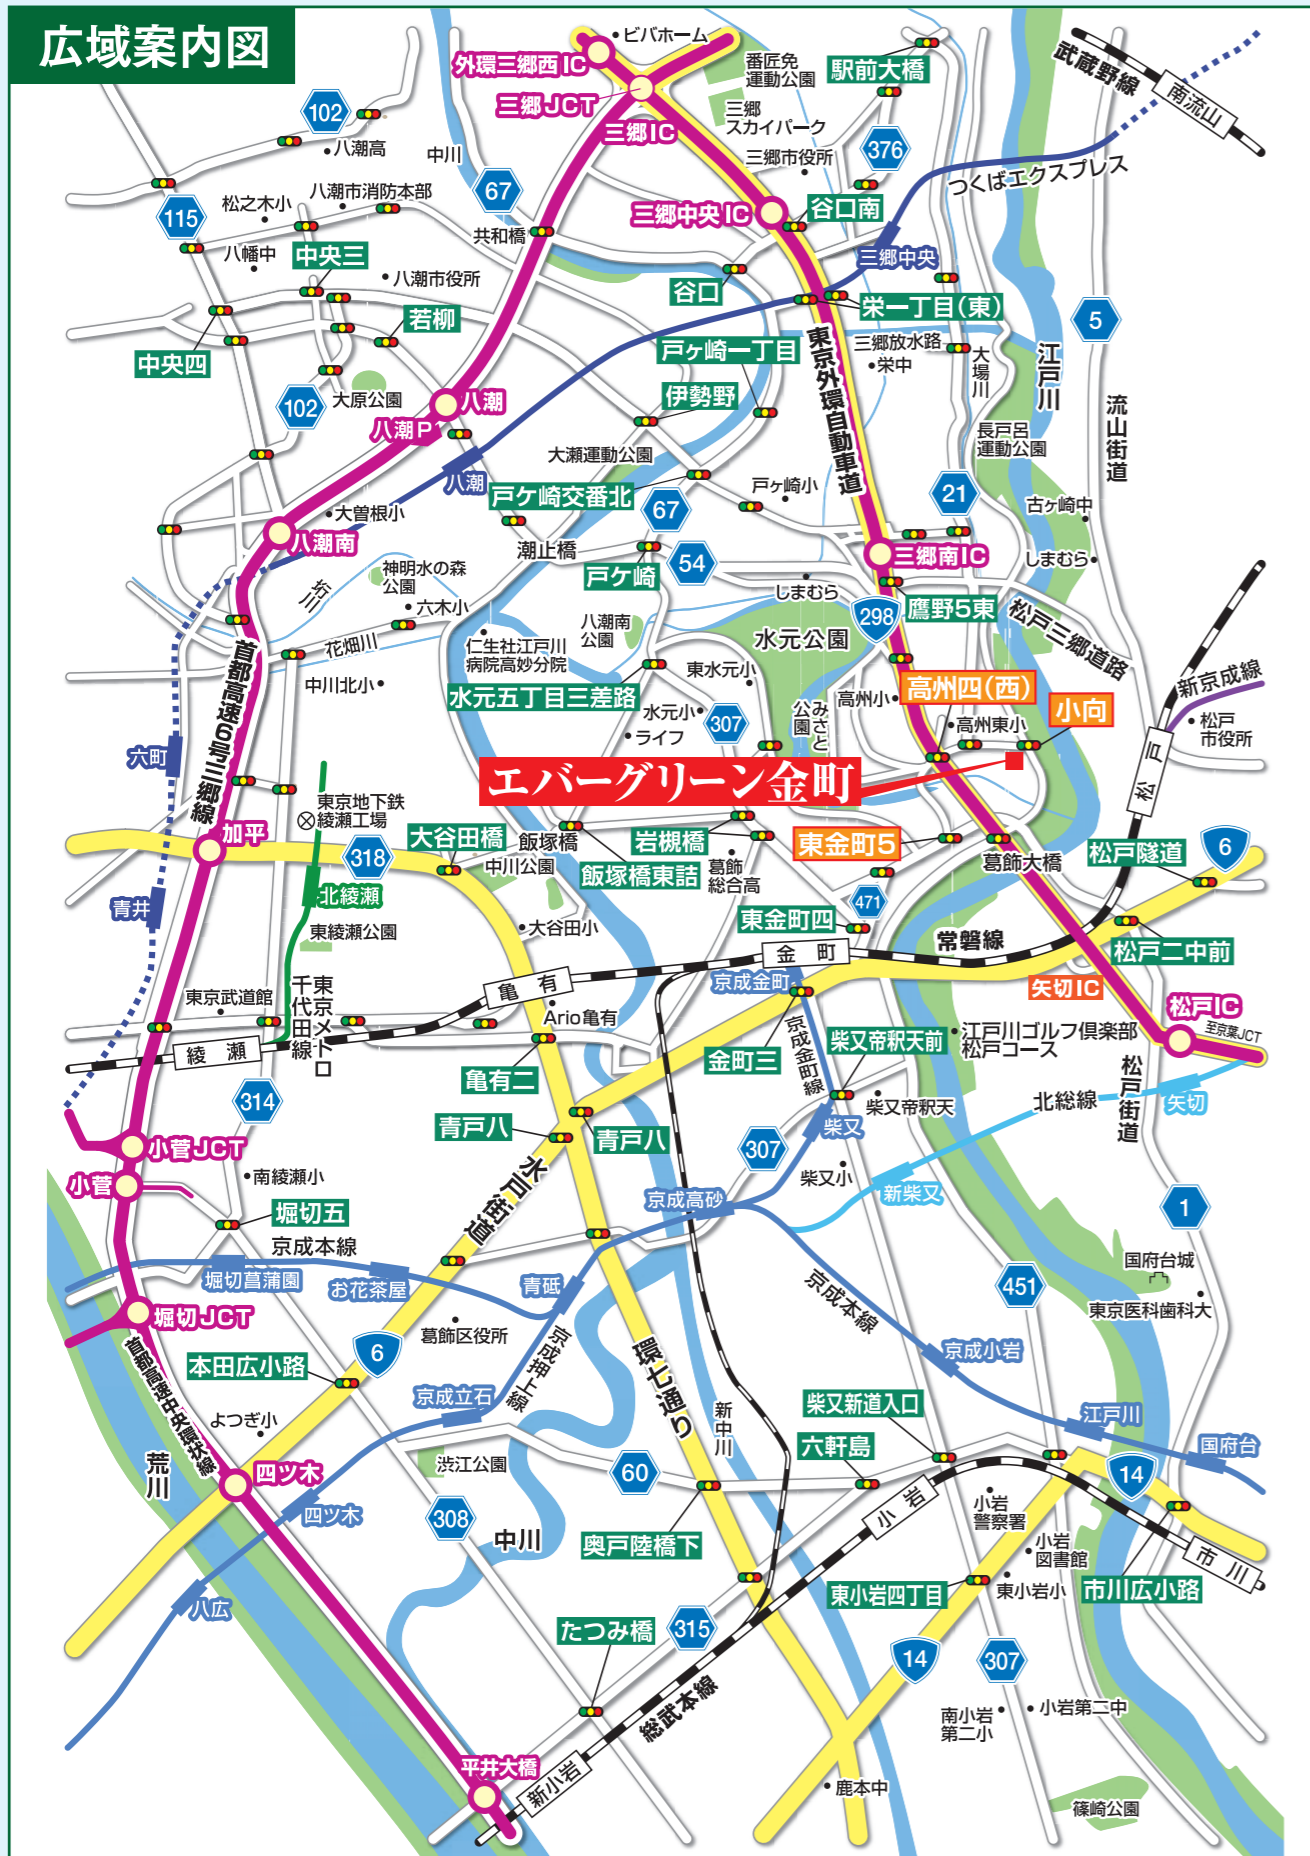 広域案内図
ビバホーム
外環三郷西IC
三郷JCT
三郷IC
番匠免
運動公園
駅前大橋
武蔵野線
南流山
三郷
スカイパーク
三郷市役所
376
つくばエクスプレス
102
八潮高
中川
67
115
松之木小
八潮市消防本部
共和橋
三郷中央IC
谷口南
三郷中央
八幡中
中央三
八潮市役所
谷口
栄一丁目(東)
若柳
中央四
戸ヶ崎一丁目
東京外環自動車道
三郷放水路
栄中
大場川
江戸川
5
流山街道
102
大原公園
八潮
八潮P
伊勢野
長戸呂
運動公園
大瀬運動公園
八潮
戸ケ崎交番北
戸ヶ崎小
21
古ヶ崎中
大曽根小
67
八潮南
潮止橋
54
三郷南IC
しまむら
戸ケ崎
神明水の森
公園
しまむら
鷹野5東
松戸三郷道路
垳川
六木小
298
八潮南
公園
水元公園
首都高速6号三郷線
花畑川
仁生社江戸川
病院高妙分院
東水元小
新京成線
中川北小
水元五丁目三差路
高州小
高州四(西)
小向
水元小
307
みさと
公園
高州東小
松戸
市役所
ライフ
松戸
六町
エバーグリーン金町
東京地下鉄
綾瀬工場
加平
318
大谷田橋
飯塚橋
岩槻橋
東金町5
葛飾大橋
松戸隧道
6
中川公園
飯塚橋東詰
葛飾
総合高
北綾瀬
青井
471
東綾瀬公園
大谷田小
東金町四
常磐線
松戸二中前
金町
京成金町
矢切IC
東京メトロ
千代田線
東京武道館
亀有
Ario亀有
松戸IC
至京葉JCT
綾瀬
京成金町線
柴又帝釈天前
江戸川ゴルフ倶楽部
松戸コース
金町三
亀有二
314
北総線
矢切
松戸街道
柴又帝釈天
青戸八
青戸八
柴又
小菅JCT
307
柴又小
小菅
南綾瀬小
水戸街道
京成高砂
新柴又
1
堀切五
京成本線
国府台城
堀切菖蒲園
お花茶屋
青砥
京成本線
451
東京医科歯科大
堀切JCT
葛飾区役所
6
京成押上線
環七通り
京成小岩
首都高速中央環状線
本田広小路
京成立石
新中川
柴又新道入口
江戸川
よつぎ小
六軒島
国府台
荒川
四ツ木
渋江公園
60
14
四ツ木
308
中川
奥戸陸橋下
小岩
小岩
警察署
小岩
図書館
市川
八広
東小岩四丁目
東小岩小
市川広小路
たつみ橋
315
14
307
総武本線
南小岩
第二小
小岩第二中
平井大橋
新小岩
鹿本中
篠崎公園